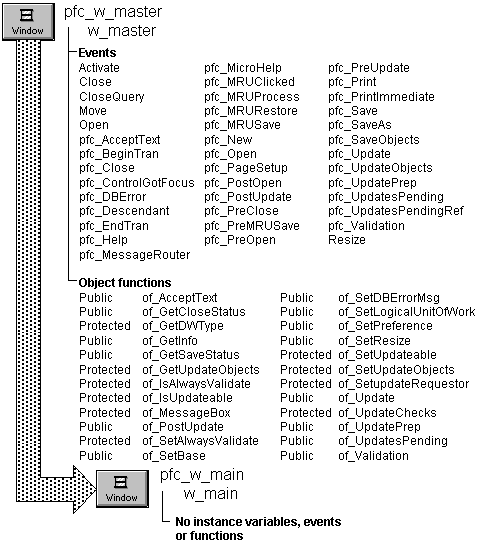 Window
pfc_w_master
w_master
Events
Activate pfc_MicroHelp pfc_PreUpdate
Close pfc_MRUClicked pfc_Print
CloseQuery pfc_MRUProcess pfc_PrintImmediate
Move pfc_MRURestore pfc_Save
Open pfc_MRUSave pfc_SaveAs
pfc_AcceptText pfc_New pfc_SaveObjects
pfc_BeginTran pfc_Open pfc_Update
pfc_Close pfc_PageSetup pfc_UpdateObjects
pfc_ControlGotFocus pfc_PostOpen pfc_UpdatePrep
pfc_DBError pfc_PostUpdate pfc_UpdatesPending
pfc_Descendant pfc_PreClose pfc_UpdatesPendingRef
pfc_EndTran pfc_PreMRUSave pfc_Validation
pfc_Help pfc_PreOpen Resize
pfc_MessageRouter
Object functions
Public of_AcceptText Public of_SetDBErrorMsg
Public of_GetCloseStatus Public of_SetLogicalUnitOfWork
Protected of_GetDWType Public of_SetPreference
Public of_GetInfo Public of_SetResize
Public of_GetSaveStatus Protected of_SetUpdateable
Protected of_GetUpdateObjects Protected of_SetUpdateObjects
Protected of_IsAlwaysValidate Protected of_SetupdateRequestor
Protected of_IsUpdateable Public of_Update
Protected of_MessageBox Protected of_UpdateChecks
Public of_PostUpdate Public of_UpdatePrep
Protected of_SetAlwaysValidate Public of_UpdatesPending
Public of_SetBase Public of_Validation
Window
pfc_w_main
w_main
No instance variables, events
or functions